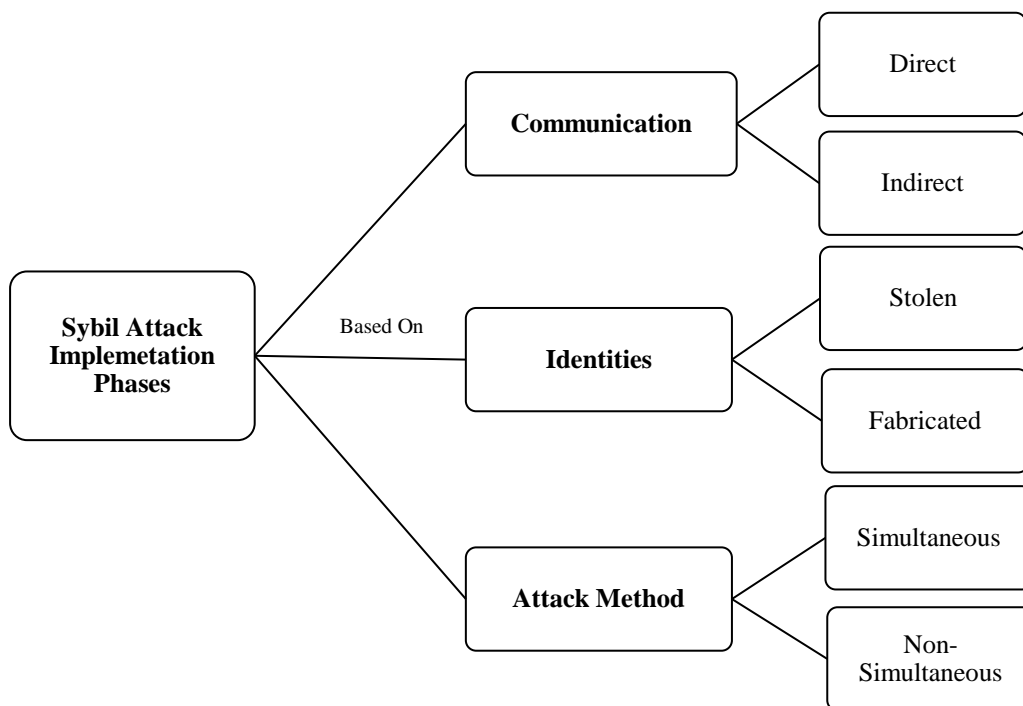 Sybil Attack
Implemetation
Phases
Based On
Communication
Direct
Indirect
Identities
Stolen
Fabricated
Attack Method
Simultaneous
Non-
Simultaneous